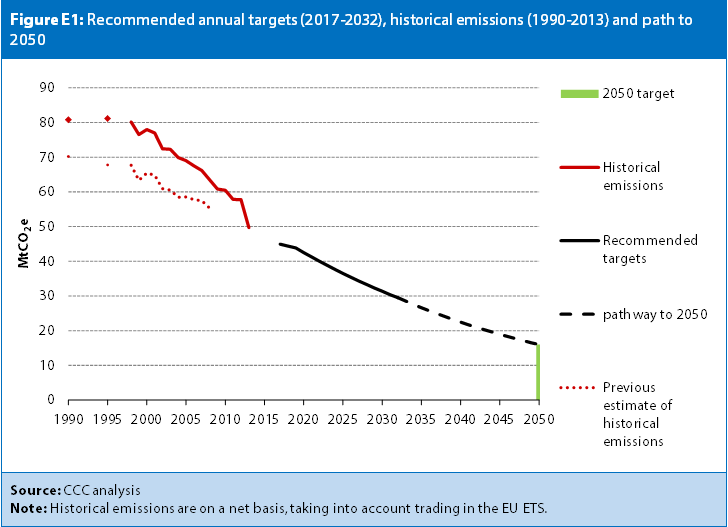 Figure E1: Recommended annual targets (2017-2032), historical emissions (1990-2013) and path to
2050
90
80
70
60
50
40
30
20
10
0
MtCO2e
1990 1995 2000 2005 2010 2015 2020 2025 2030 2035 2040 2045 2050
2050 target
Historical
emissions
Recommended
targets
pathway to 2050
Previous
estimate of
historical
emissions
Source: CCC analysis
Note: Historical emissions are on a net basis, taking into account trading in the EU ETS.